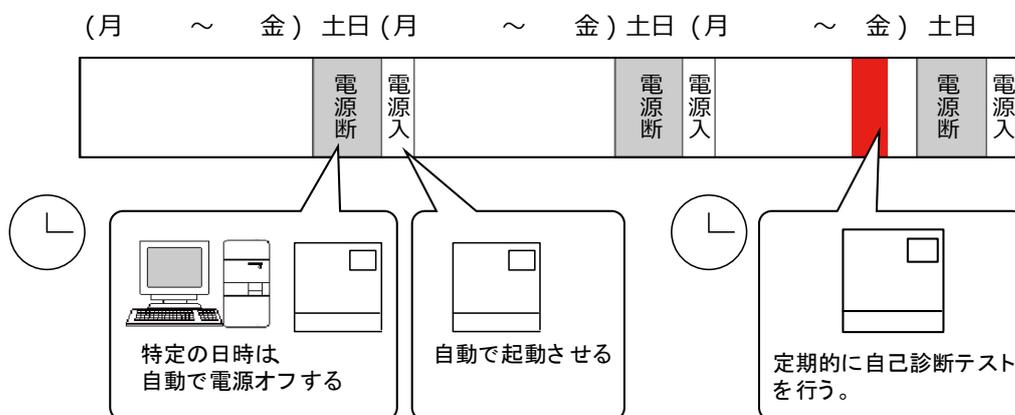 (月 ～ 金) 土日 (月 ～ 金) 土日 (月 ～ 金) 土日
電源断 電源入 電源断 電源入 電源断 電源入
特定の日時は、
自動で電源オフする
自動で起動させる
定期的に自己診断テスト
を行う。